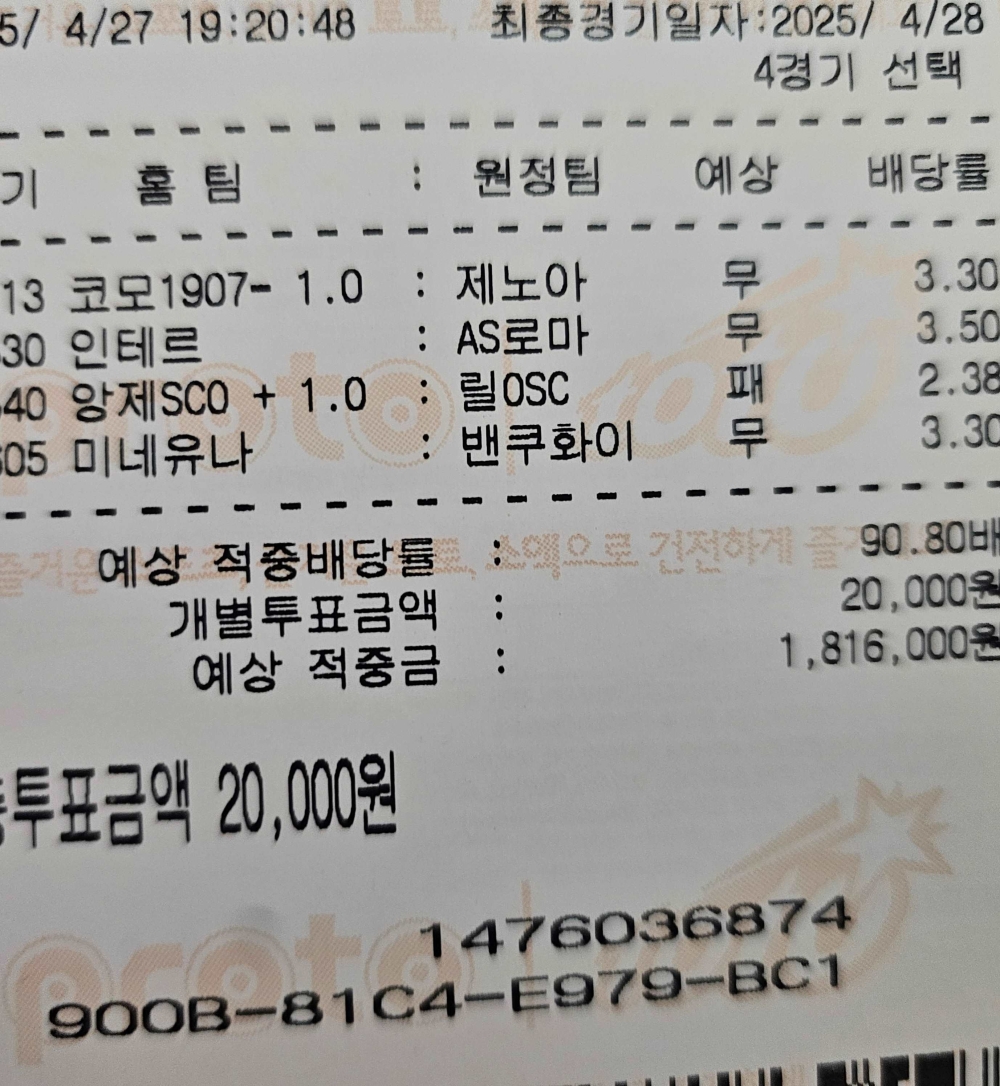 5/ 4/27 19:20:48 최종경기일자:2025/ 4/28
4경기 선택
기 홈 팀 : 원정팀 예상 배당률
13 코모1907- 1.0 : 제노아 무 3.30
30 인테르 : AS로마 무 3.50
40 앙제SCO + 1.0 : 릴OSC 패 2.38
605 미네유나 : 밴쿠화이 무 3.30
예상 적중배당률 : 90.80배
개별투표금액 : 20,000원
예상 적중금 : 1,816,000원
투표금액 20,000원
1476036874
900B-81C4-E979-BC1